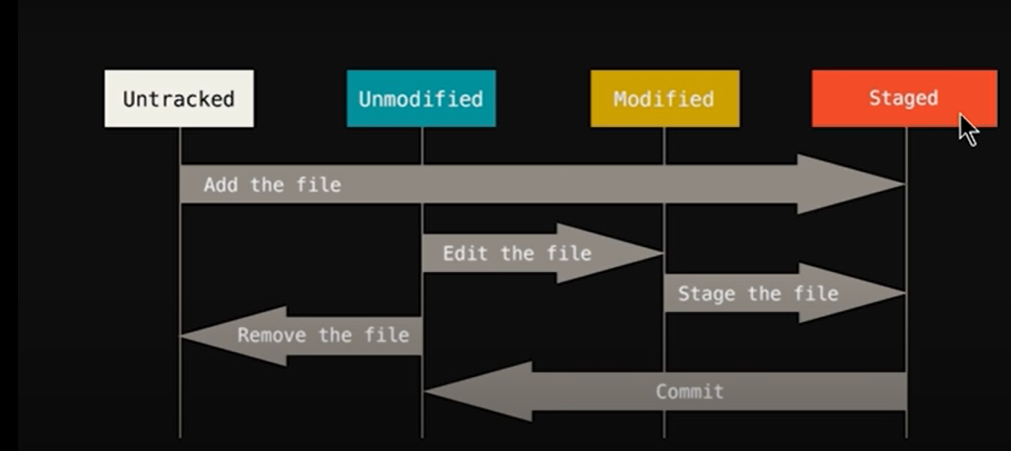 Untracked
Unmodified
Modified
Staged
Add the file
Edit the file
Stage the file
Remove the file
Commit